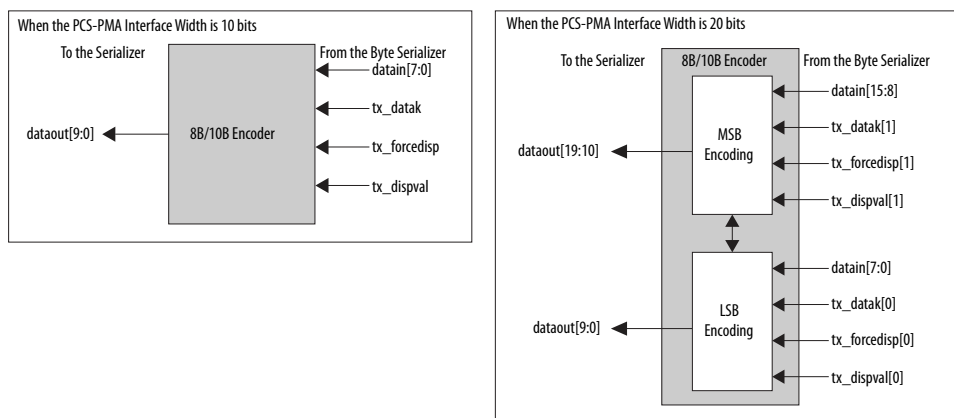 When the PCS-PMA Interface Width is 10 bits
To the Serializer
From the Byte Serializer
datain[7:0]
tx_datak
dataout[9:0]
8B/10B Encoder
tx_forcedisp
tx_dispval
When the PCS-PMA Interface Width is 20 bits
To the Serializer
8B/10B Encoder
From the Byte Serializer
datain[15:8]
tx_datak[1]
dataout[19:10]
MSB
Encoding
tx_forcedisp[1]
tx_dispval[1]
datain[7:0]
tx_datak[0]
dataout[9:0]
LSB
Encoding
tx_forcedisp[0]
tx_dispval[0]